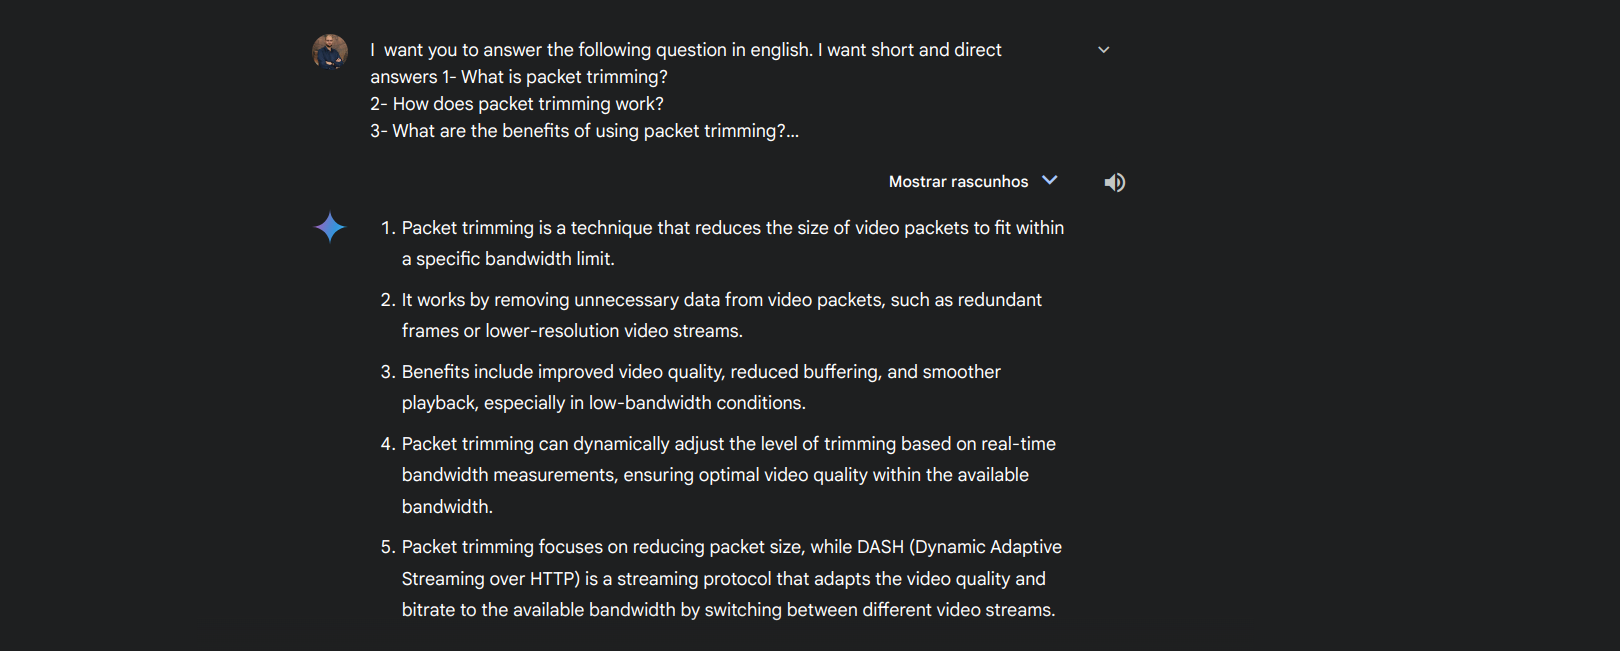 I  want you to answer the following question in english. I want short and direct
answers 1- What is packet trimming?
2- How does packet trimming work?
3- What are the benefits of using packet trimming?...
Mostrar rascunhos
1. Packet trimming is a technique that reduces the size of video packets to fit within
a specific bandwidth limit.
2. It works by removing unnecessary data from video packets, such as redundant
frames or lower-resolution video streams.
3. Benefits include improved video quality, reduced buffering, and smoother
playback, especially in low-bandwidth conditions.
4. Packet trimming can dynamically adjust the level of trimming based on real-time
bandwidth measurements, ensuring optimal video quality within the available
bandwidth.
5. Packet trimming focuses on reducing packet size, while DASH (Dynamic Adaptive
Streaming over HTTP) is a streaming protocol that adapts the video quality and
bitrate to the available bandwidth by switching between different video streams.